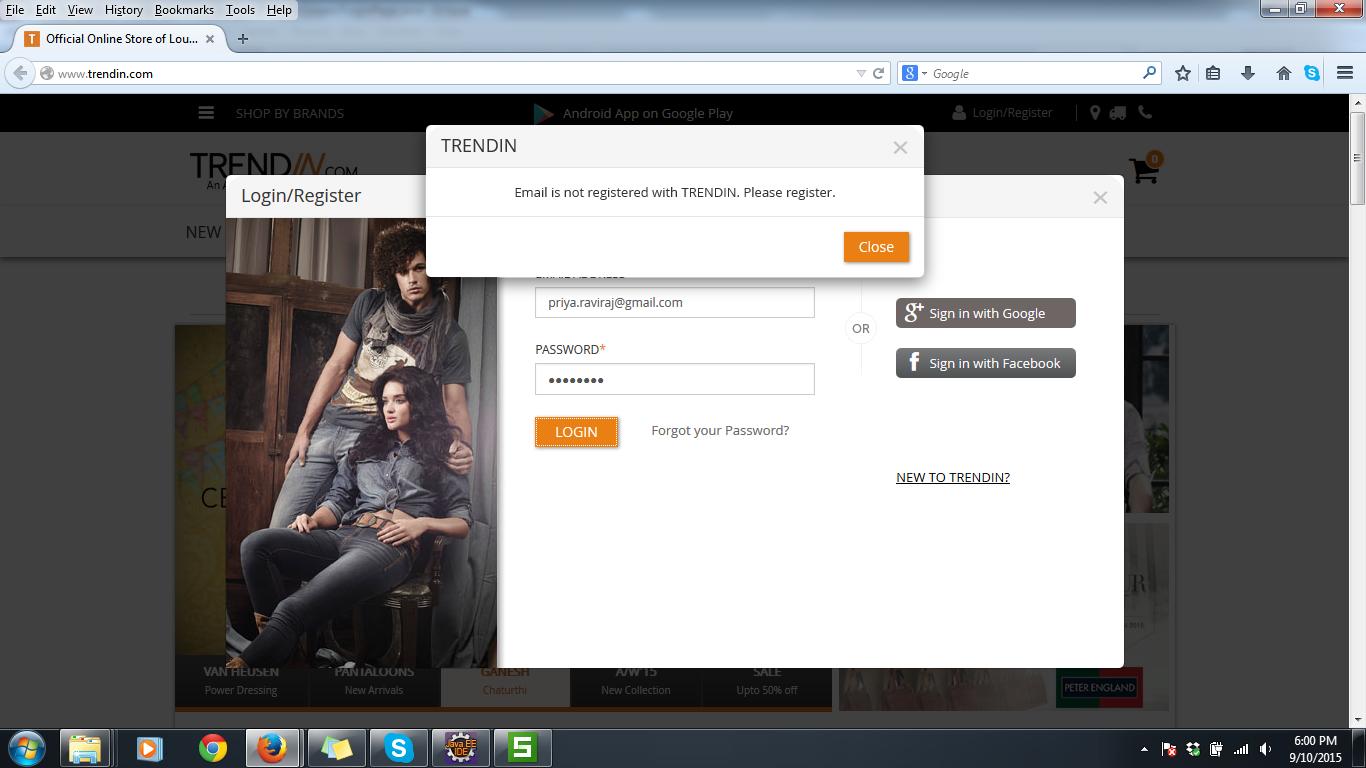 File Edit View History Bookmarks Tools Help
Official Online Store of Lou...
www.trendin.com
Google
SHOP BY BRANDS
Android App on Google Play
Login/Register
TRENDIN
TRENDIN.COM
0
Email is not registered with TRENDIN. Please register.
Close
Login/Register
NEW
priya.raviraj@gmail.com
PASSWORD*
LOGIN
Forgot your Password?
OR
g+ Sign in with Google
f Sign in with Facebook
NEW TO TRENDIN?
VAN HEUSEN
Power Dressing
PANTALOONS
New Arrivals
GANESH
Chaturthi
A/W'15
New Collection
SALE
Upto 50% off
PETER ENGLAND
Java EE
IDE
S
6:00 PM
9/10/2015